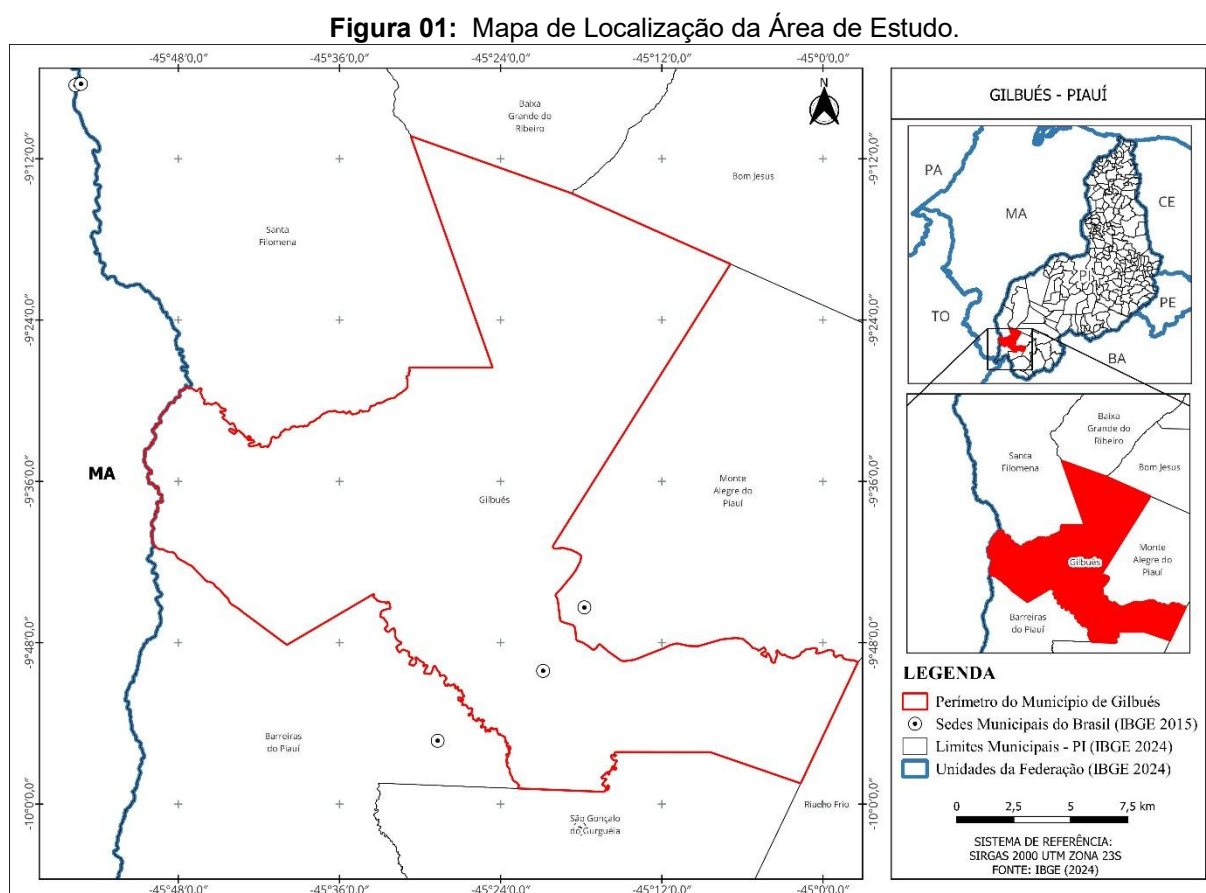 Figura 01: Mapa de Localização da Área de Estudo.
-45°48'0,0"
-45°36'0,0"
-45°24'0,0"
-45°12'0,0"
-45°0'0,0"
-9°12'0,0"
-9°24'0,0"
-9°36'0,0"
-9°48'0,0"
-10°0'0,0"
N
Baixa
Grande do
Ribeiro
Bom Jesus
Santa
Filomena
MA
Gilbués
Monte
Alegre do
Piauí
Barreiras
do Piauí
São Gonçalo
do Gurguéia
Riacho Frio
-9°12'0,0"
-9°24'0,0"
-9°36'0,0"
-9°48'0,0"
-10°0'0,0"
-45°48'0,0"
-45°36'0,0"
-45°24'0,0"
-45°12'0,0"
-45°0'0,0"
GILBUÉS - PIAUÍ
PA
MA
CE
PI
PE
TO
BA
Baixa
Grande do
Ribeiro
Santa
Filomena
Bom Jesus
Monte
Alegre do
Piauí
Gilbués
Barreiras
do Piauí
LEGENDA
Perímetro do Município de Gilbués
Sedes Municipais do Brasil (IBGE 2015)
Limites Municipais - PI (IBGE 2024)
Unidades da Federação (IBGE 2024)
0 2,5 5 7,5 km
SISTEMA DE REFERÊNCIA:
SIRGAS 2000 UTM ZONA 23S
FONTE: IBGE (2024)